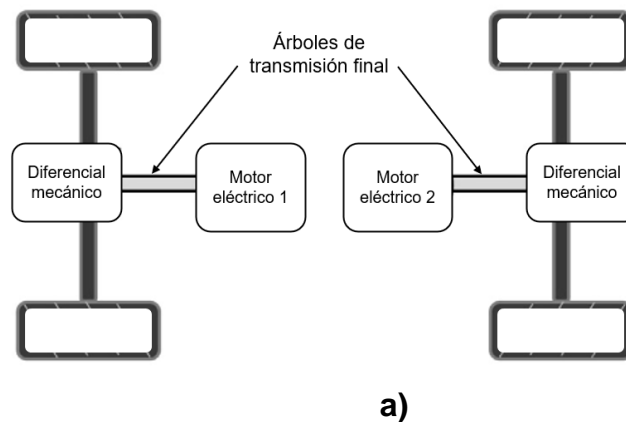 Árboles de
transmisión final
Diferencial
mecánico
Motor
eléctrico 1
Motor
eléctrico 2
Diferencial
mecánico
a)